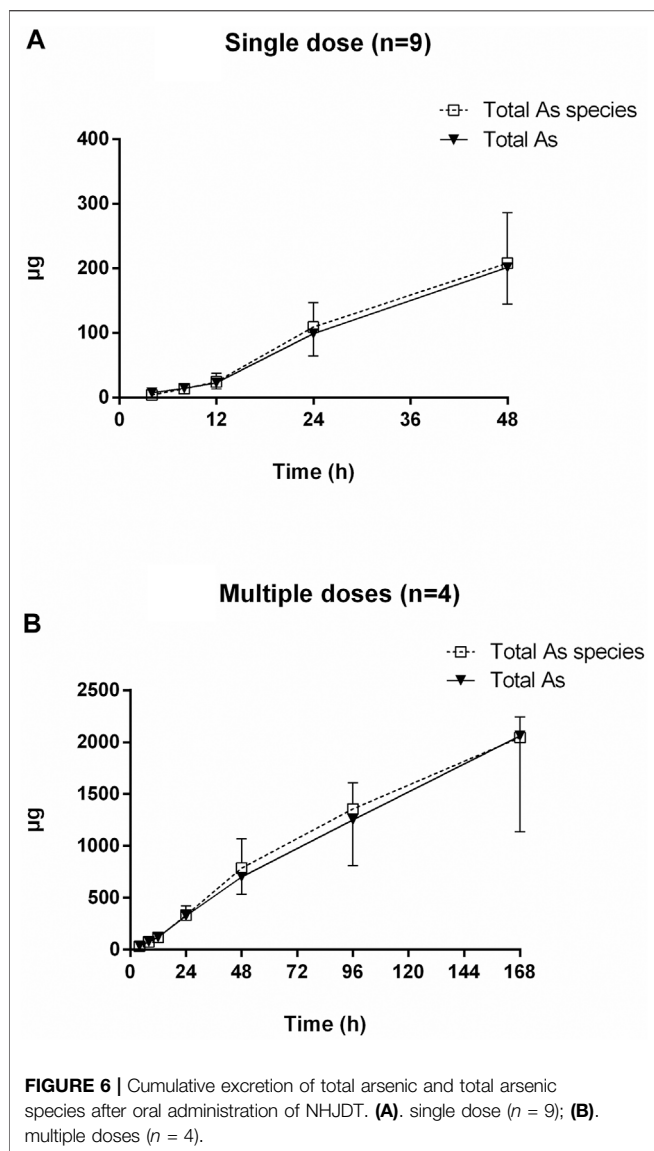 A
Single dose (n=9)
Total As species
Total As
400
300
200
100
0
µg
0 12 24 36 48
Time (h)
Multiple doses (n=4)
B
Total As species
Total As
2500
2000
1500
1000
500
0
µg
0 24 48 72 96 120 144 168
Time (h)
FIGURE 6 | Cumulative excretion of total arsenic and total arsenic
species after oral administration of NHJDT. (A). single dose (n = 9); (B).
multiple doses (n = 4).